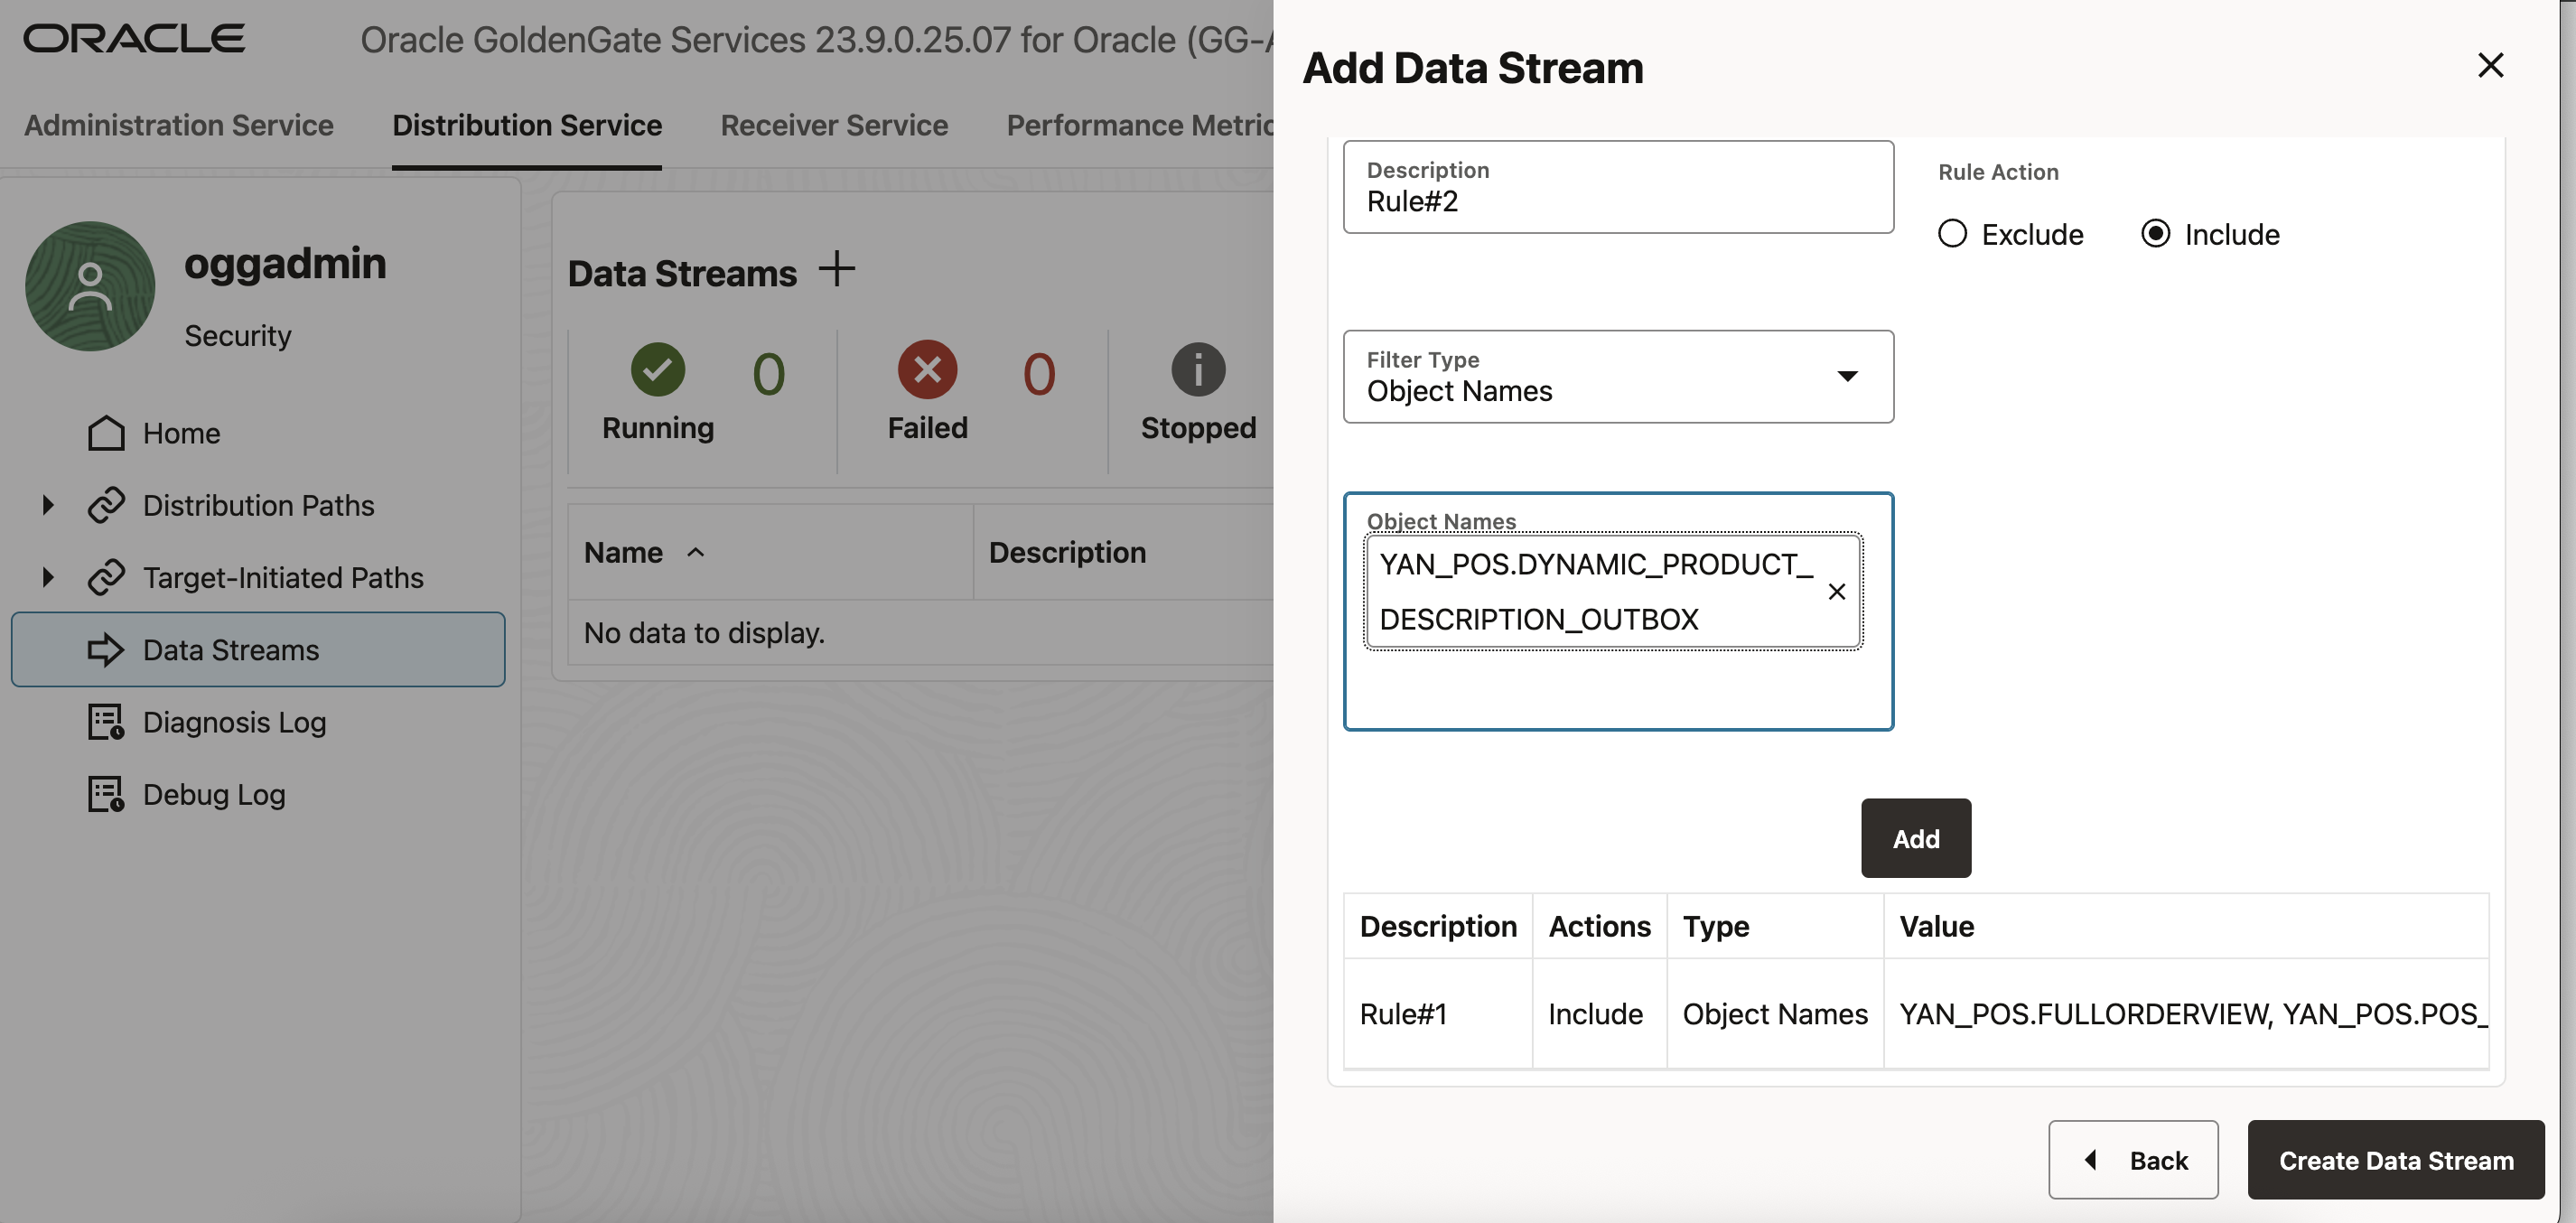 ORACLE
Oracle GoldenGate Services 23.9.0.25.07 for Oracle (GG-
Administration Service
Distribution Service
Receiver Service
Performance Metric
oggadmin
Security
Home
Distribution Paths
Target-Initiated Paths
Data Streams
Diagnosis Log
Debug Log
Data Streams
0
Running
0
Failed
Stopped
Name
Description
No data to display.
Add Data Stream
Description
Rule#2
Rule Action
Exclude
Include
Filter Type
Object Names
Object Names
YAN_POS.DYNAMIC_PRODUCT_
DESCRIPTION_OUTBOX
Add
Description Actions Type Value
Rule#1 Include Object Names YAN_POS.FULLORDERVIEW, YAN_POS.POS_
Back
Create Data Stream